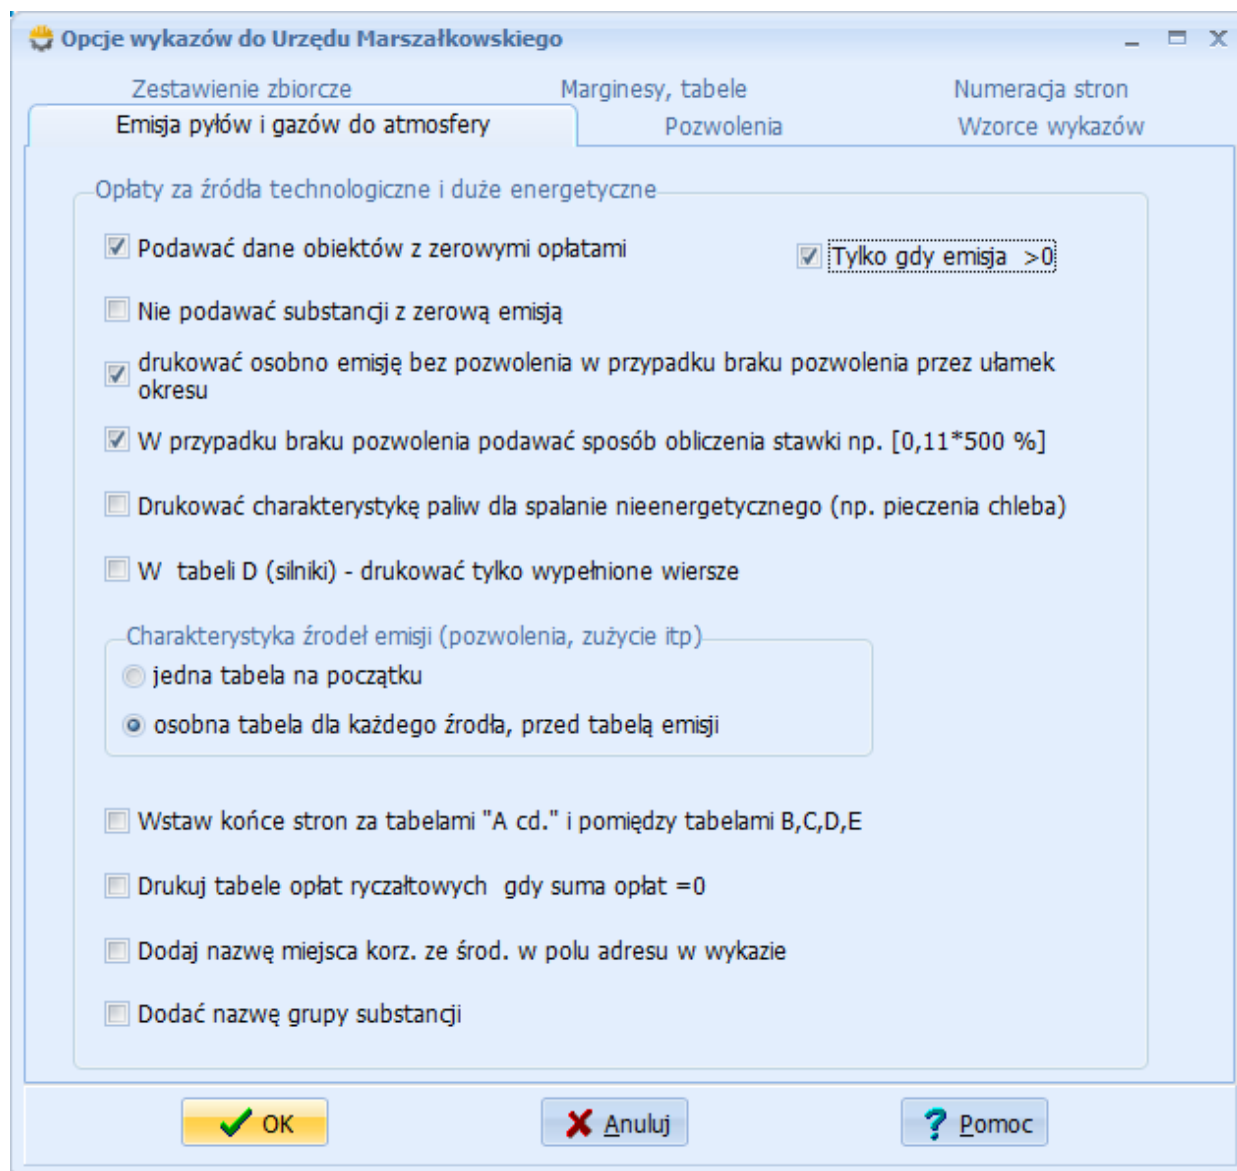 Opcje wykazów do Urzędu Marszałkowskiego
Zestawienie zbiorcze Marginesy, tabele Numeracja stron
Emisja pyłów i gazów do atmosfery Pozwolenia Wzorce wykazów
Opłaty za źródła technologiczne i duże energetyczne
Podawać dane obiektów z zerowymi opłatami Tylko gdy emisja >0
Nie podawać substancji z zerową emisją
drukować osobno emisję bez pozwolenia w przypadku braku pozwolenia przez ułamek
okresu
W przypadku braku pozwolenia podawać sposób obliczenia stawki np. [0,11*500 %]
Drukować charakterystykę paliw dla spalanie nieenergetycznego (np. pieczenia chleba)
W tabeli D (silniki) - drukować tylko wypełnione wiersze
Charakterystyka źrodeł emisji (pozwolenia, zużycie itp)
jedna tabela na początku
osobna tabela dla każdego źrodła, przed tabelą emisji
Wstaw końce stron za tabelami "A cd." i pomiędzy tabelami B,C,D,E
Drukuj tabele opłat ryczałtowych gdy suma opłat =0
Dodaj nazwę miejsca korz. ze środ. w polu adresu w wykazie
Dodać nazwę grupy substancji
OK Anuluj Pomoc